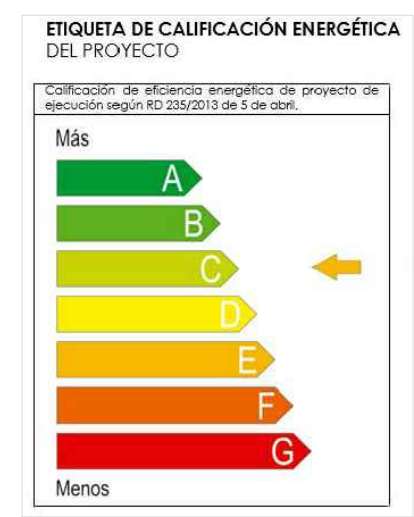 ETIQUETA DE CALIFICACIÓN ENERGÉTICA
DEL PROYECTO
Calificación de eficiencia energética de proyecto de
ejecución según RD 235/2013 de 5 de abril.
Más
A
B
C
D
E
F
G
Menos